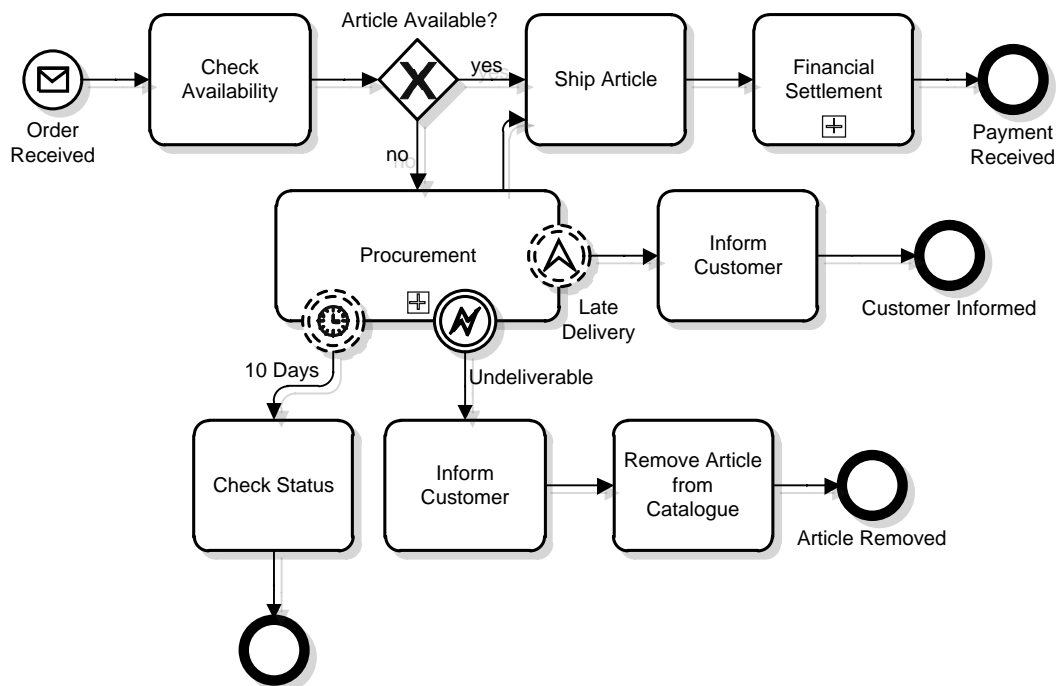 Article Available?
Order
Received
Check
Availability
yes
no
Ship Article
Financial
Settlement
Payment
Received
Procurement
Late
Delivery
Inform
Customer
Customer Informed
10 Days
Undeliverable
Check Status
Inform
Customer
Remove Article
from
Catalogue
Article Removed